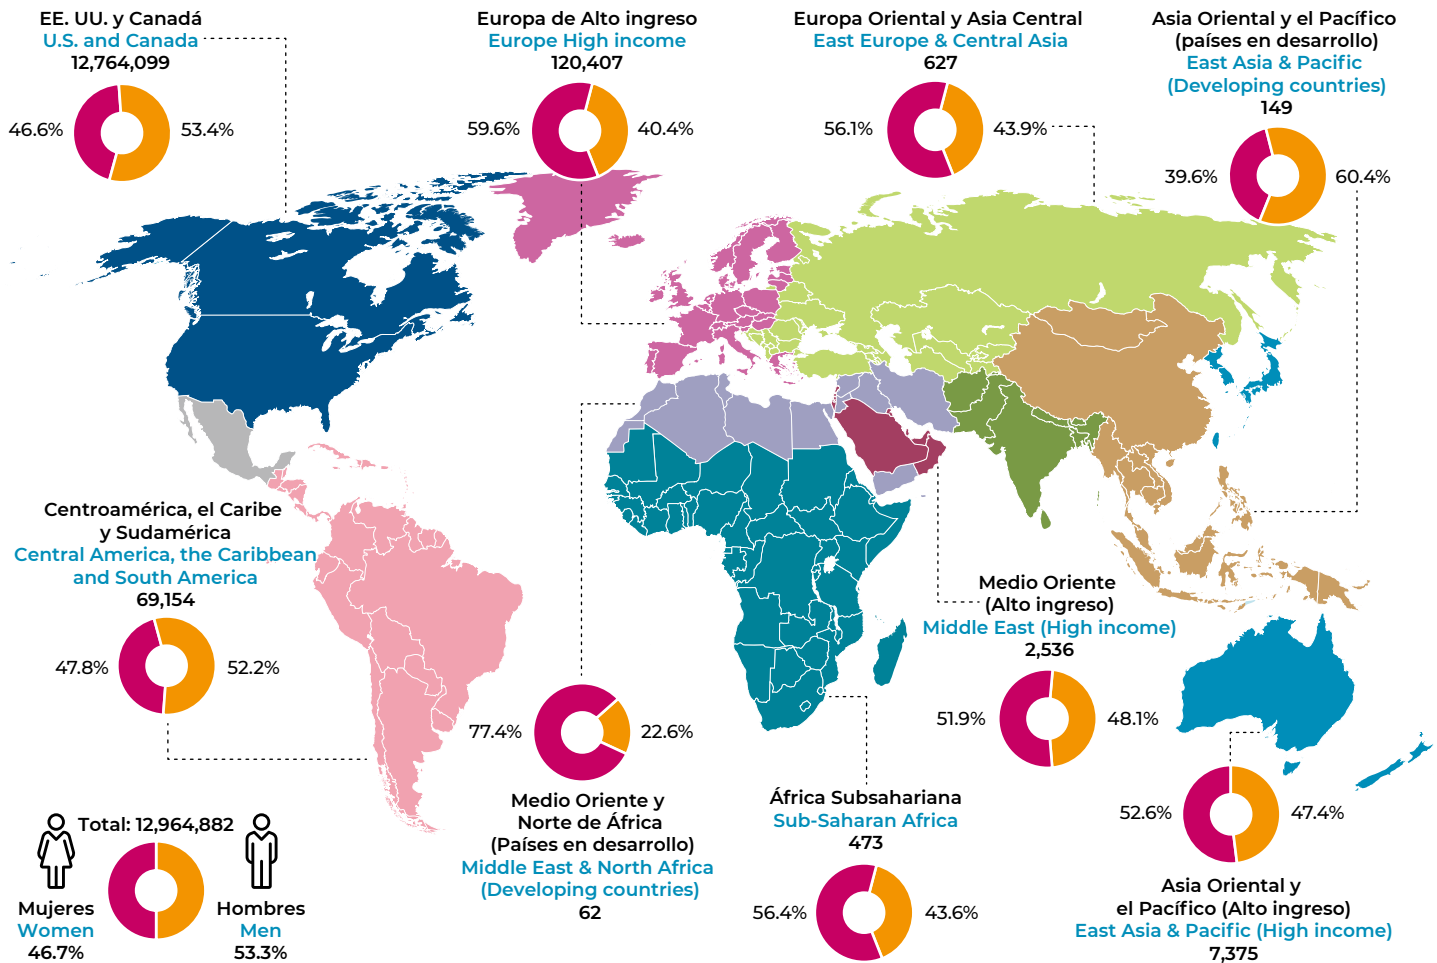 EE. UU. y Canadá
U.S. and Canada
12,764,099
46.6%
53.4%
Europa de Alto ingreso
Europe High income
120,407
59.6%
40.4%
Europa Oriental y Asia Central
East Europe & Central Asia
627
56.1%
43.9%
Asia Oriental y el Pacífico
(países en desarrollo)
East Asia & Pacific
(Developing countries)
149
39.6%
60.4%
Centroamérica, el Caribe
y Sudamérica
Central America, the Caribbean
and South America
69,154
47.8%
52.2%
Medio Oriente
(Alto ingreso)
Middle East (High income)
2,536
51.9%
48.1%
77.4%
22.6%
Medio Oriente y
Norte de África
(Países en desarrollo)
Middle East & North Africa
(Developing countries)
62
África Subsahariana
Sub-Saharan Africa
473
56.4%
43.6%
52.6%
47.4%
Asia Oriental y
el Pacífico (Alto ingreso)
East Asia & Pacific (High income)
7,375
Total: 12,964,882
Mujeres
Women
46.7%
Hombres
Men
53.3%